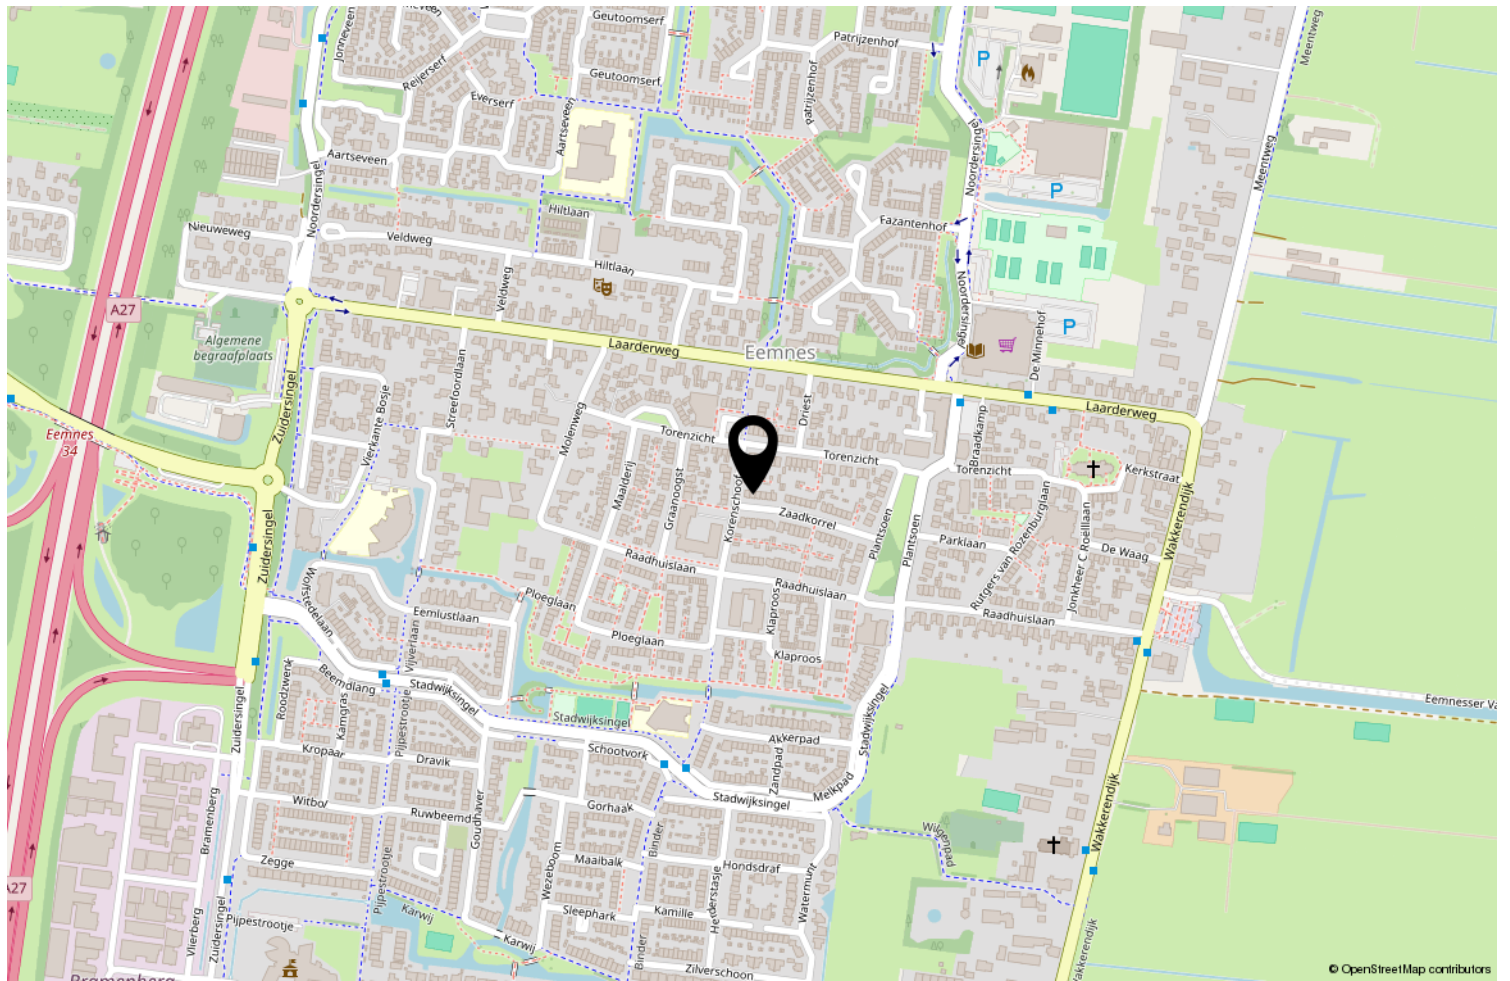 Jonneveen
Geutoomserf
Patrijzenhof
P
Reijerserf
Geutoomserf
Everserf
Patrijzenhof
Aartseveen
Meentweg
Meentweg
Noordersingel
Aartseveen
Noordersingel
P
Hiltlaan
Fazantenhof
Nieuweweg
Veldweg
Hiltlaan
Veldweg
A27
Noordersingel
P
Algemene
begraafplaats
Laarderweg
Eemnes
De Minnehof
Streefoordlaan
Vierkante Bosje
Zuidersingel
Driest
Laarderweg
Molenweg
Braadkamp
Eemnes
34
Torenzicht
Torenzicht
Torenzicht
Kerkstraat
Maalderij
Graanoogst
Korenschoof
Zaadkorrel
Plantsoen
Plantsoen
Parklaan
Rutgers van Rozenburglaan
Jonkheer C Roëlllaan
De Waag
Wakkerendijk
Zuidersingel
Raadhuislaan
Raadhuislaan
Raadhuislaan
Wolfstedelaan
Eemlustlaan
Ploeglaan
Ploeglaan
Klaproos
Klaproos
Vijverlaan
Roodzwenk
Beemdlang
Stadwijksingel
Kamgras
Pijpestrootje
Stadwijksingel
Stadwijksingel
Eemnesser Va
Zuidersingel
Kropaar
Dravik
Schootvork
Akkerpad
Zandpad
Melkpad
Witbol
Ruwbeemd
Goudhaver
Gorhaak
Stadwijksingel
Binder
Wilgenpad
Wakkerendijk
Bramenberg
Zegge
Maaibalk
Hondsdraf
Wezeboom
Herderstasje
Watermunt
A27
Pijpestrootje
Vlierberg
Zuidersingel
Pijpestrootje
Karwij
Karwij
Sleephark
Kamille
Binder
Zilverschoon
Wakkerendijk
Bramenberg
© OpenStreetMap contributors